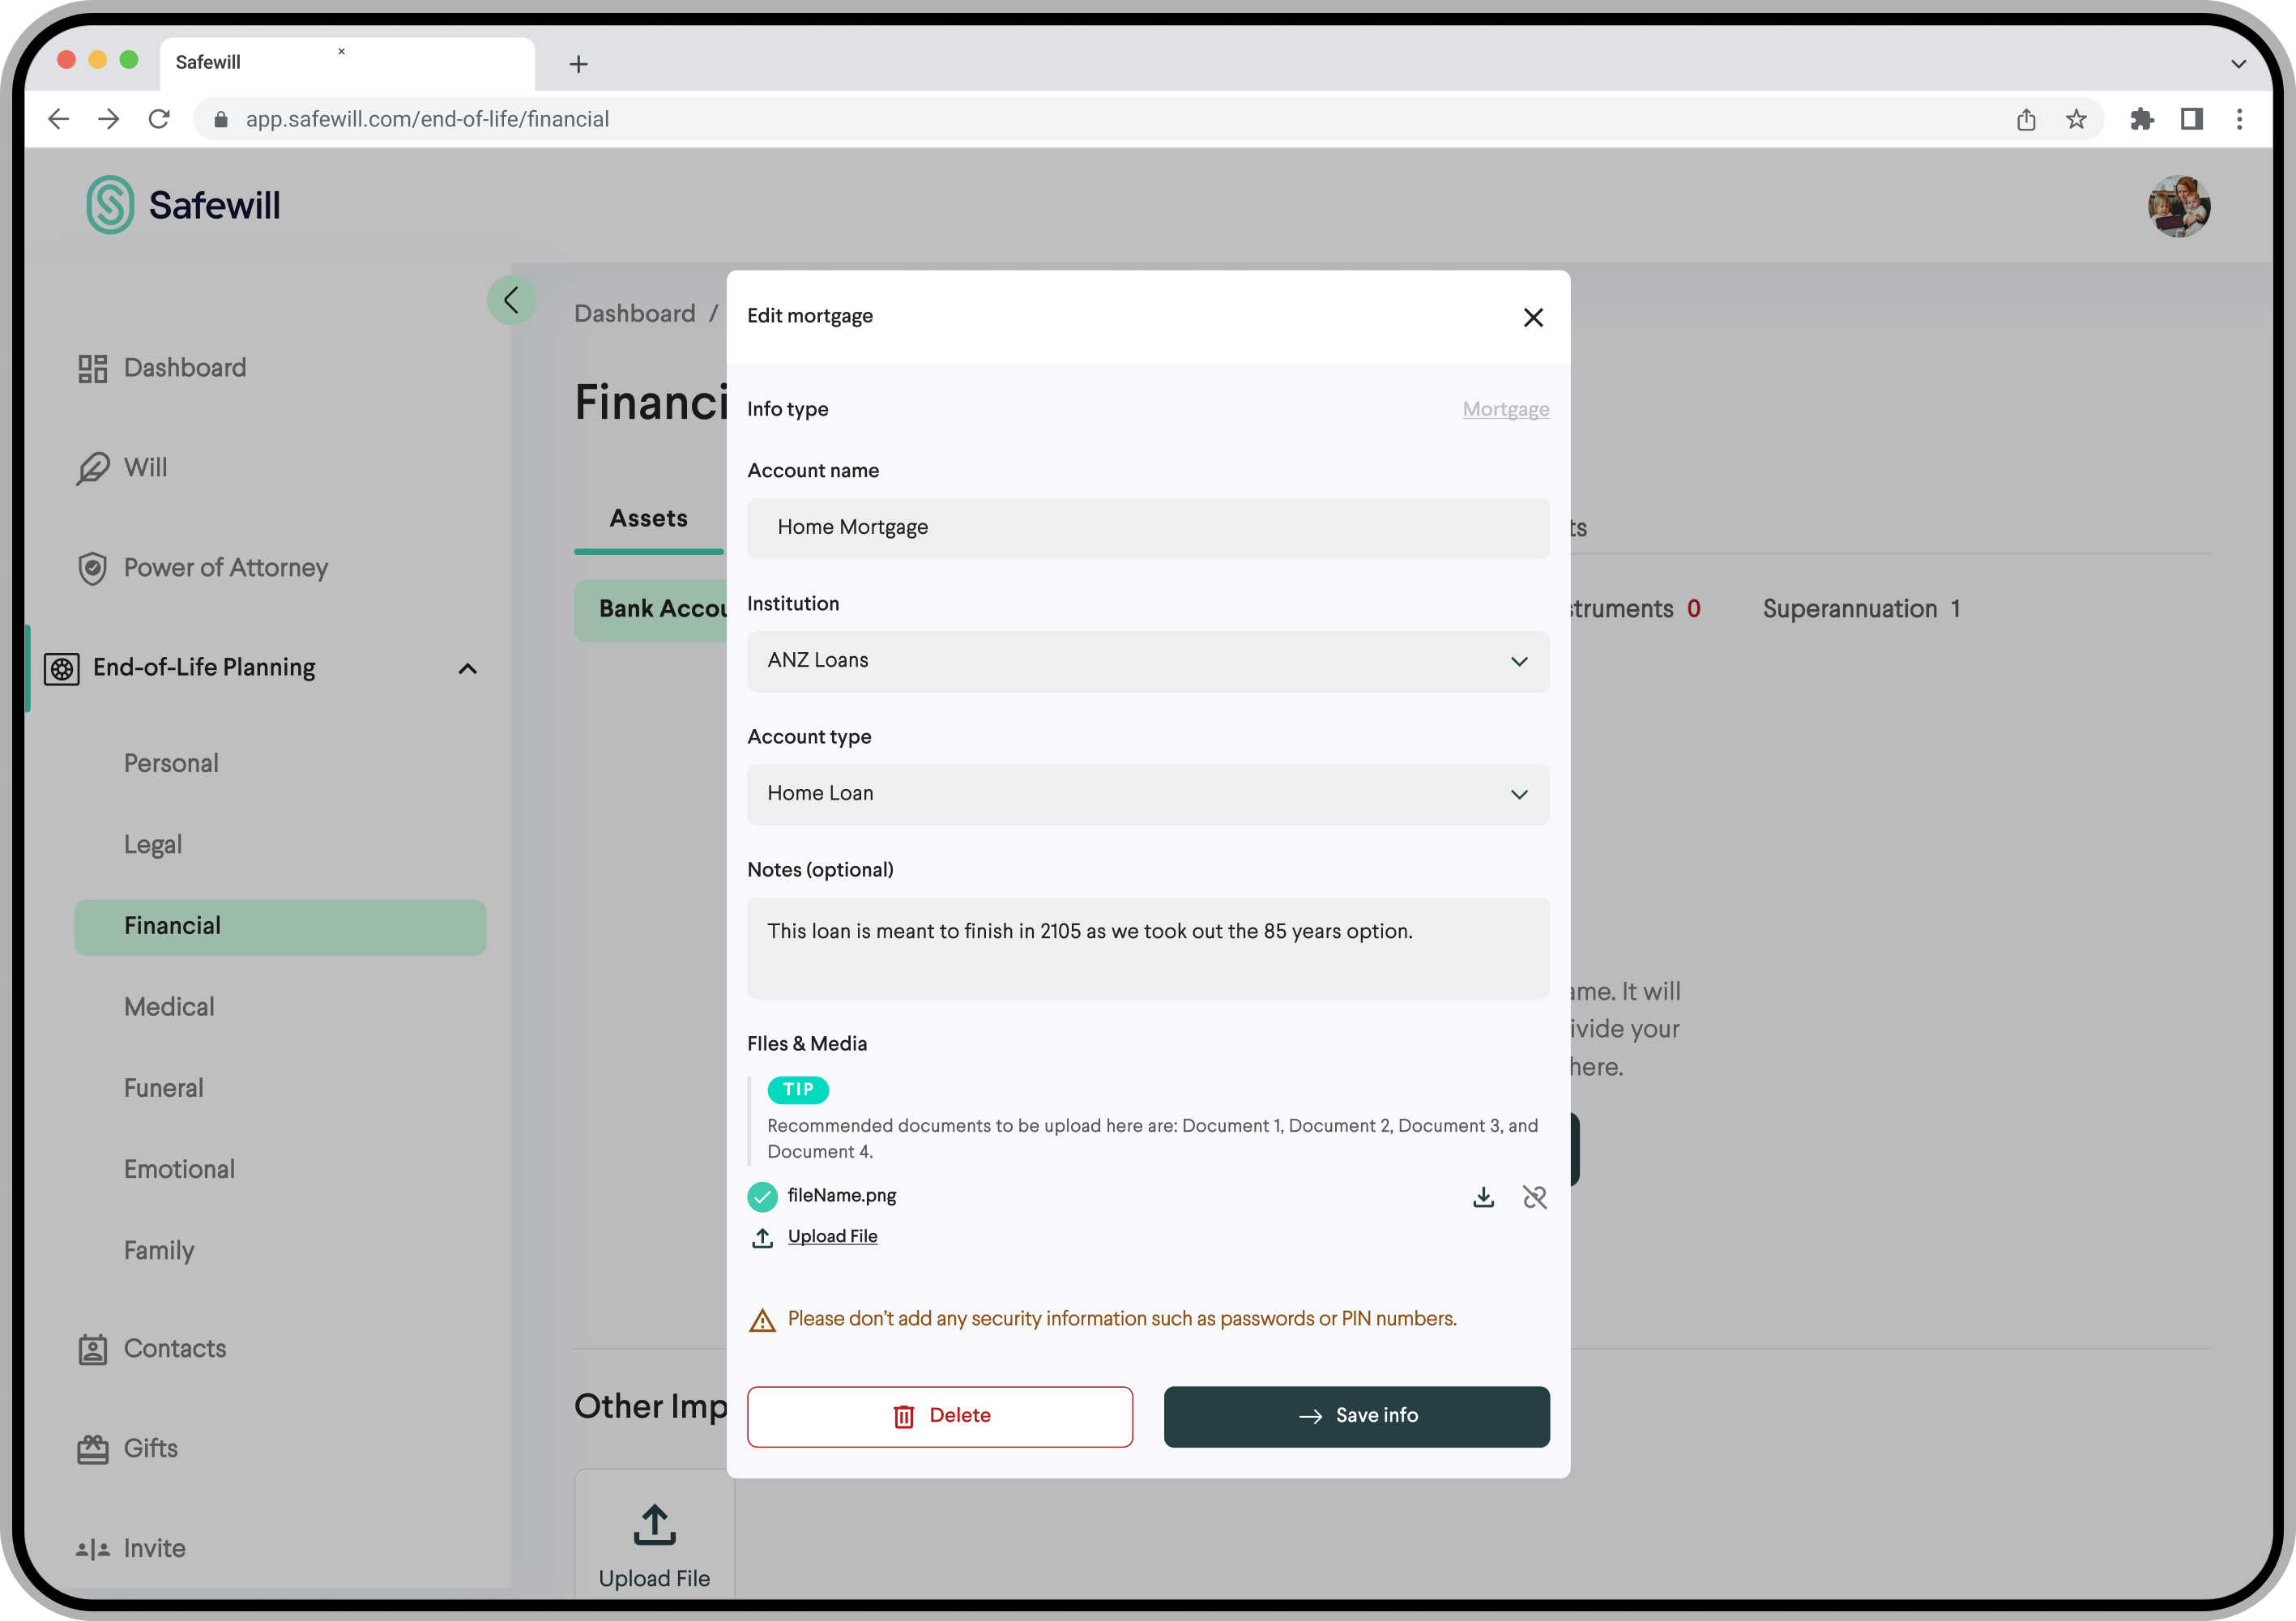 Safewill
app.safewill.com/end-of-life/financial
Safewill
Dashboard
Will
Power of Attorney
End-of-Life Planning
Personal
Legal
Financial
Medical
Funeral
Emotional
Family
Contacts
Gifts
Invite
Dashboard /
Financi
Assets
ts
Bank Accou
struments 0
Superannuation 1
ame. It will
ivide your
here.
Other Imp
Upload File
Edit mortgage
Info type
Mortgage
Account name
Home Mortgage
Institution
ANZ Loans
Account type
Home Loan
Notes (optional)
This loan is meant to finish in 2105 as we took out the 85 years option.
FIles & Media
TIP
Recommended documents to be upload here are: Document 1, Document 2, Document 3, and
Document 4.
fileName.png
Upload File
Please don’t add any security information such as passwords or PIN numbers.
Delete
Save info